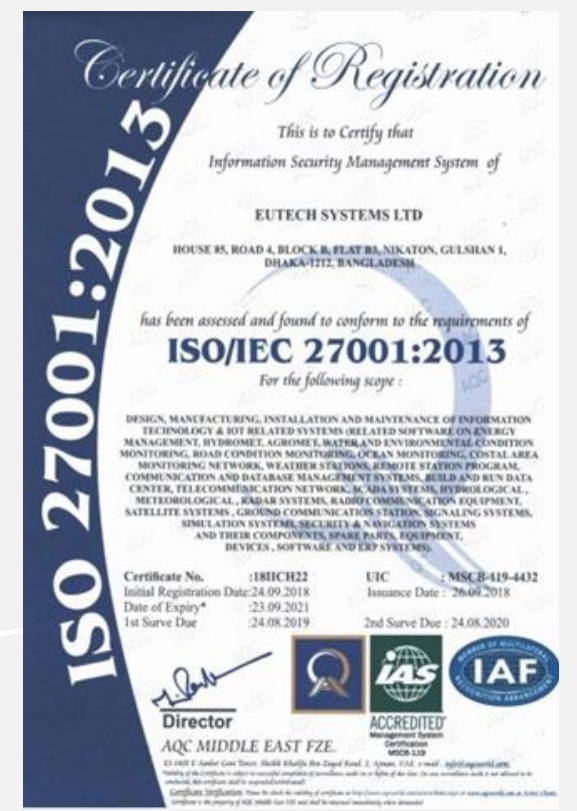 Certificate of Registration
ISO 27001:2013
This is to Certify that
Information Security Management System of
EUTECH SYSTEMS LTD
HOUSE 85, ROAD 4, BLOCK B, FLAT B3, NIKATON, GULSHAN 1,
DHAKA-1212, BANGLADESH
has been assessed and found to conform to the requirements of
ISO/IEC 27001:2013
For the following scope :
DESIGN, MANUFACTURING, INSTALLATION AND MAINTENANCE OF INFORMATION
TECHNOLOGY & IOT RELATED SYSTEMS (RELATED SOFTWARE ON ENERGY
MANAGEMENT, HYDROMET, AGROMET, WATER AND ENVIRONMENTAL CONDITION
MONITORING, ROAD CONDITION MONITORING, OCEAN MONITORING, COSTAL AREA
MONITORING NETWORK, WEATHER STATIONS, REMOTE STATION PROGRAM,
COMMUNICATION AND DATABASE MANAGEMENT SYSTEMS, BUILD AND RUN DATA
CENTER, TELECOMMUNICATION NETWORK, SCADA SYSTEMS, HYDROLOGICAL,
METEOROLOGICAL, RADAR SYSTEMS, RADIO COMMUNICATION EQUIPMENT,
SATELLITE SYSTEMS, GROUND COMMUNICATION STATION, SIGNALING SYSTEMS,
SIMULATION SYSTEMS, SECURITY & NAVIGATION SYSTEMS
AND THEIR COMPONENTS, SPARE PARTS, EQUIPMENT,
DEVICES, SOFTWARE AND ERP SYSTEMS).
Certificate No. :18IICH22 UIC : MSCB-119-4432
Initial Registration Date:24.09.2018 Issuance Date : 26.09.2018
Date of Expiry* :23.09.2021
1st Surve Due :24.08.2019 2nd Surve Due : 24.08.2020
Director
AQC MIDDLE EAST FZE.
ias
ACCREDITED
Management System
Certification
MSCB-119
MEMBER OF MULTILATERAL
RECOGNITION ARRANGEMENT
IAF